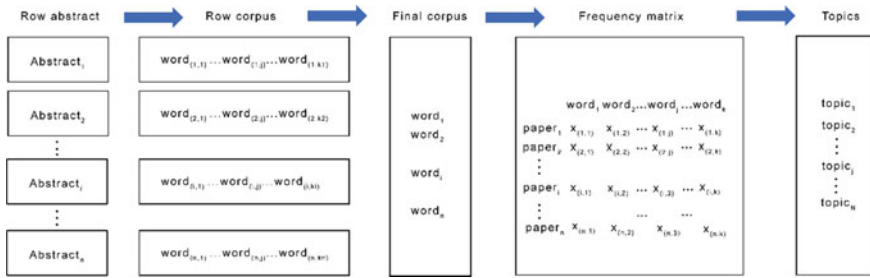 Row abstract Row corpus Final corpus Frequency matrix Topics
Abstract₁
word₍₁,₁₎ ...word₍₁,ⱼ₎...word₍₁,ₖ₁₎
Abstract₂
word₍₂,₁₎ ...word₍₂,ⱼ₎...word₍₂,ₖ₂₎
Abstractᵢ
word₍ᵢ,₁₎ ...word₍ᵢ,ⱼ₎...word₍ᵢ,ₖᵢ₎
Abstractₙ
word₍ₙ,₁₎ ...word₍ₙ,ⱼ₎...word₍ₙ,ₖₙ₎
word₁
word₂
wordᵢ
wordₙ
word₁ word₂...wordⱼ...wordₖ
paper₁ X₍₁,₁₎ X₍₁,₂₎ ... X₍₁,ⱼ₎ ... X₍₁,ₖ₎
paper₂ X₍₂,₁₎ X₍₂,₂₎ ... X₍₂,ⱼ₎ ... X₍₂,ₖ₎
paperᵢ X₍ᵢ,₁₎ X₍ᵢ,₂₎ ... X₍ᵢ,₃₎ ... X₍ᵢ,ₖ₎
... ...
paperₙ X₍ₙ,₁₎ X₍ₙ,₂₎ X₍ₙ,₃₎ X₍ₙ,ₖ₎
topic₁
topic₂
topicⱼ
topic_N